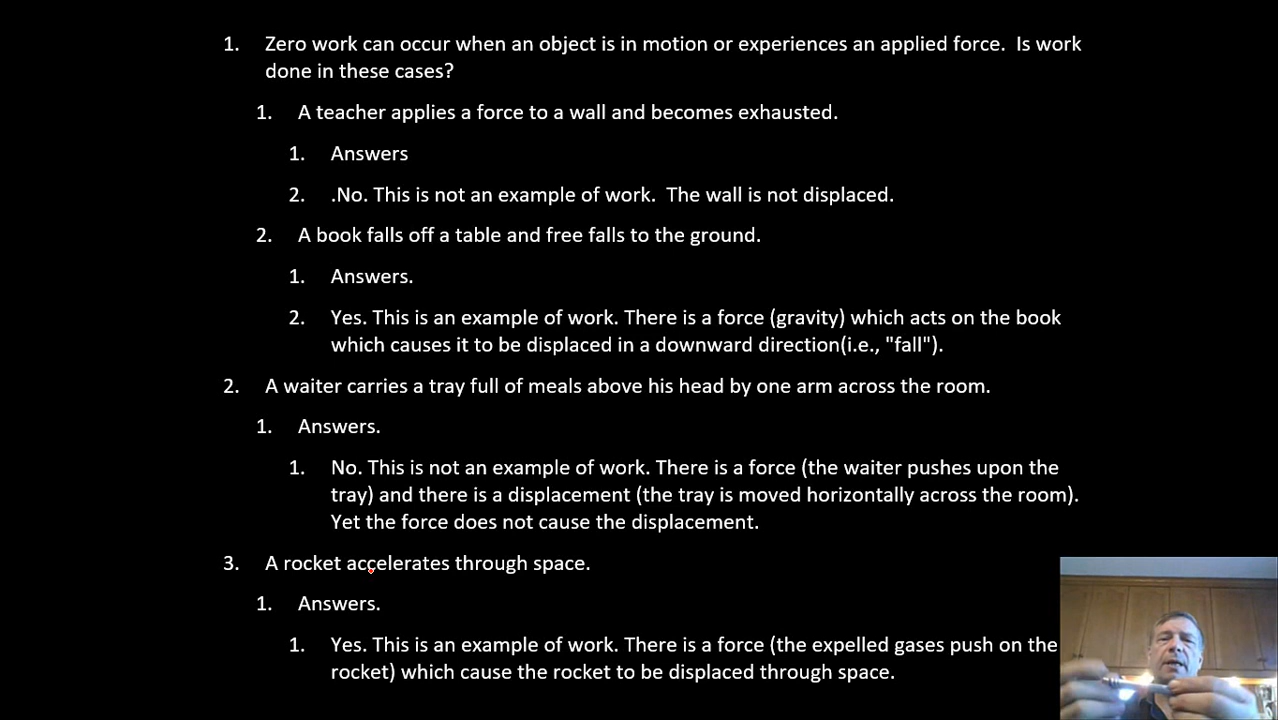 1. Zero work can occur when an object is in motion or experiences an applied force. Is work
done in these cases?
1. A teacher applies a force to a wall and becomes exhausted.
1. Answers
2. .No. This is not an example of work. The wall is not displaced.
2. A book falls off a table and free falls to the ground.
1. Answers.
2. Yes. This is an example of work. There is a force (gravity) which acts on the book
which causes it to be displaced in a downward direction(i.e., "fall").
2. A waiter carries a tray full of meals above his head by one arm across the room.
1. Answers.
1. No. This is not an example of work. There is a force (the waiter pushes upon the
tray) and there is a displacement (the tray is moved horizontally across the room).
Yet the force does not cause the displacement.
3. A rocket accelerates through space.
1. Answers.
1. Yes. This is an example of work. There is a force (the expelled gases push on the
rocket) which cause the rocket to be displaced through space.